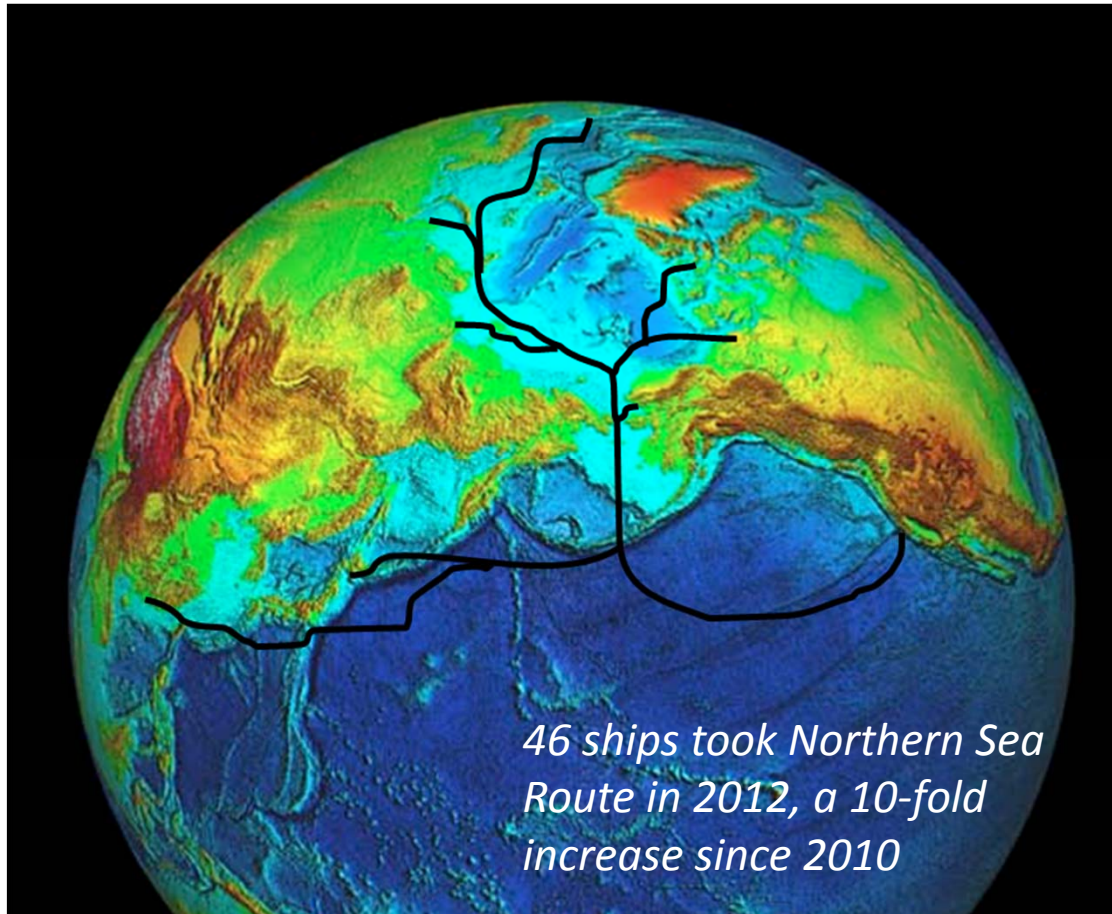 46 ships took Northern Sea
Route in 2012, a 10-fold
increase since 2010